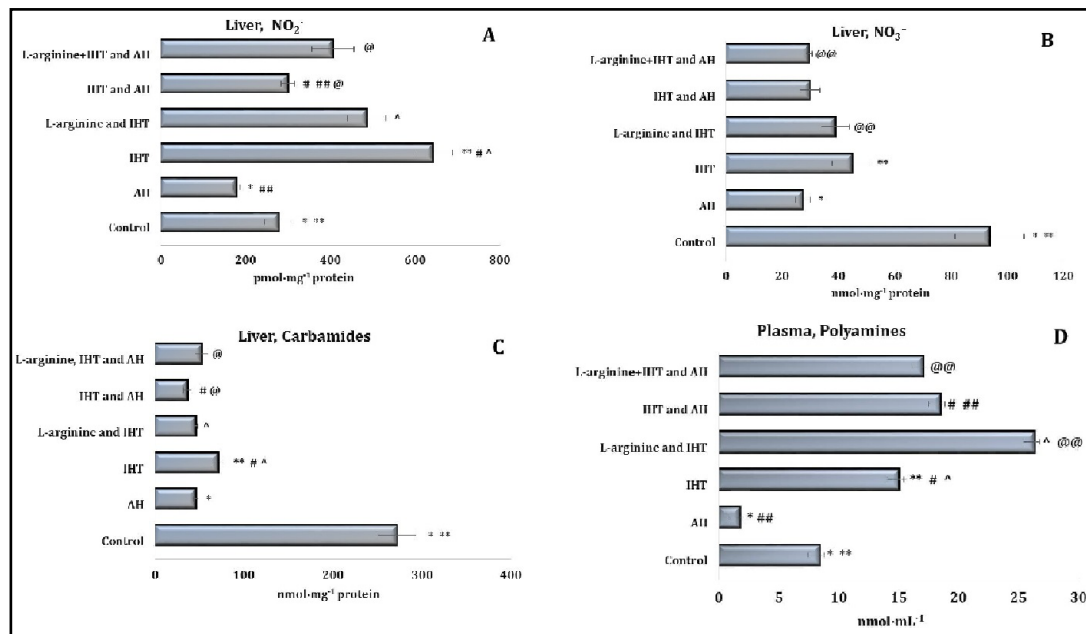 Liver, NO₂⁻
A
L-arginine+IHT and AH
@
IHT and AH
# ## @
L-arginine and IHT
^
IHT
** # ^
AH
* ##
Control
* **
0 200 400 600 800
pmol·mg⁻¹ protein
Liver, NO₃⁻
B
L-arginine+IHT and AH
@@
IHT and AH
L-arginine and IHT
@@
IHT
**
AH
*
Control
* **
0 20 40 60 80 100 120
nmol·mg⁻¹ protein
Liver, Carbamides
C
L-arginine, IHT and AH
@
IHT and AH
# @
L-arginine and IHT
^
IHT
** # ^
AH
*
Control
* **
0 100 200 300 400
nmol·mg⁻¹ protein
Plasma, Polyamines
D
L-arginine+IHT and AH
@@
IHT and AH
# ##
L-arginine and IHT
^ @@
IHT
** # ^
AH
* ##
Control
* **
0 5 10 15 20 25 30
nmol·mL⁻¹